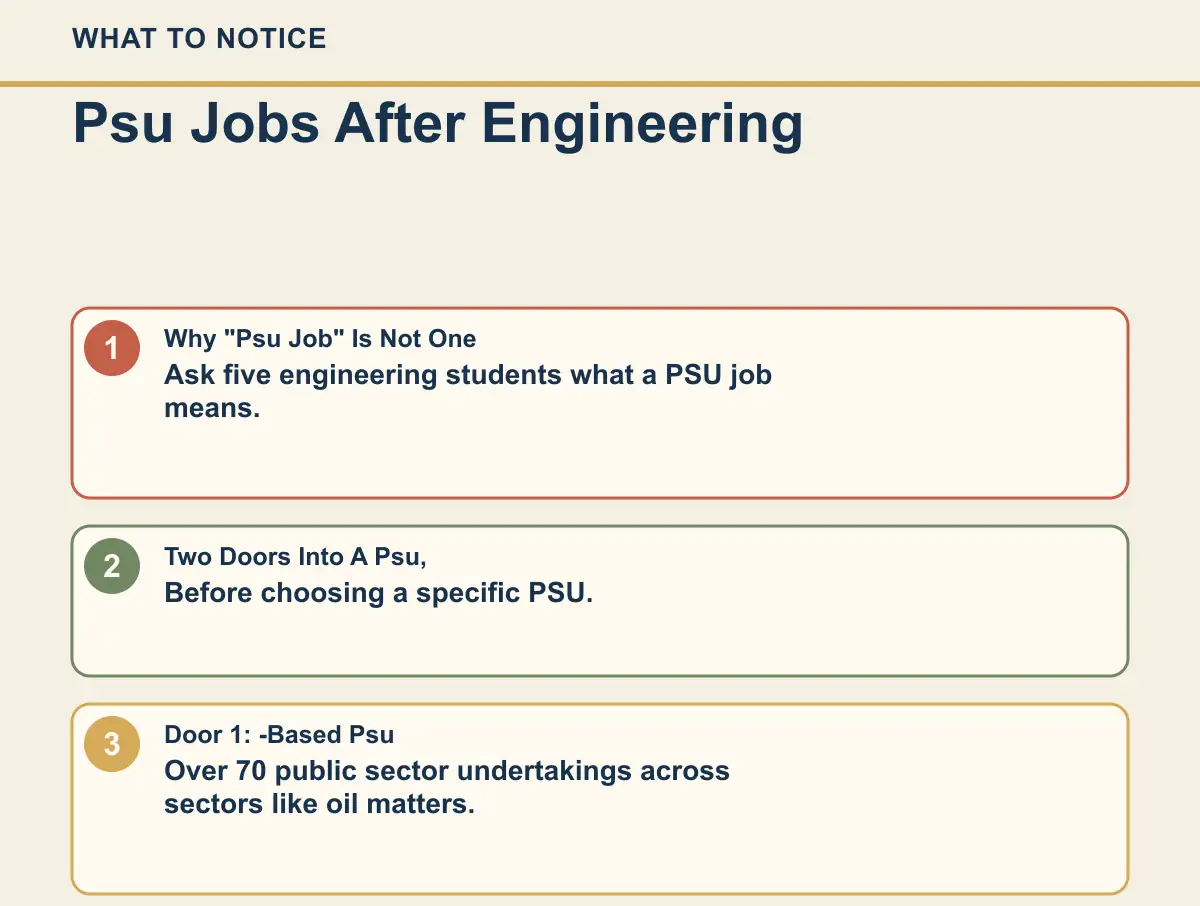 WHAT TO NOTICE
Psu Jobs After Engineering
1
Why "Psu Job" Is Not One
Ask five engineering students what a PSU job
means.
2
Two Doors Into A Psu,
Before choosing a specific PSU.
3
Door 1: -Based Psu
Over 70 public sector undertakings across
sectors like oil matters.